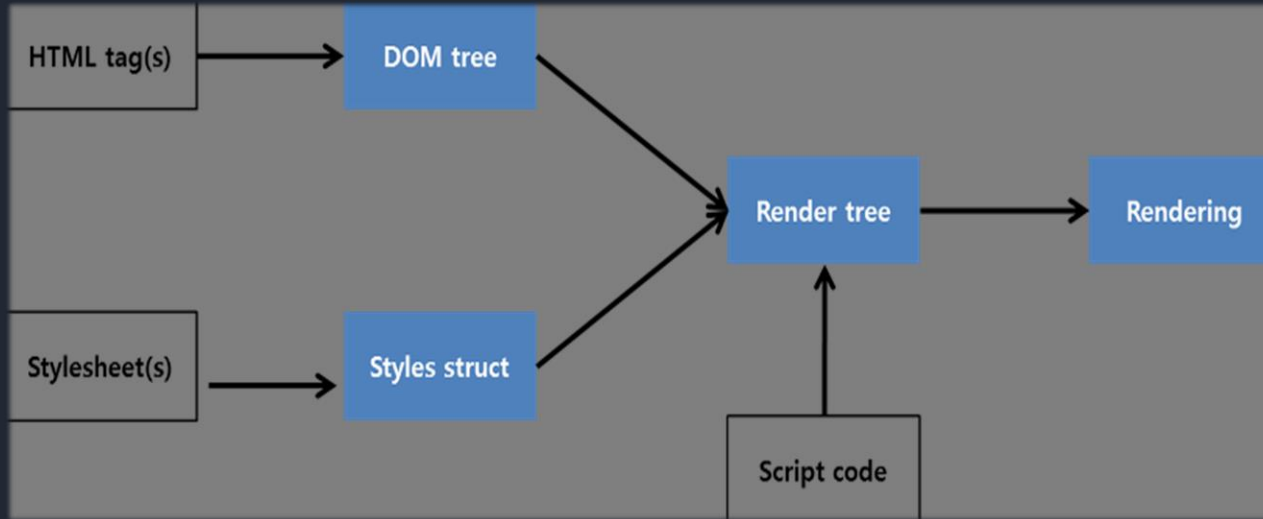 HTML tag(s)
DOM tree
Render tree
Rendering
Stylesheet(s)
Styles struct
Script code